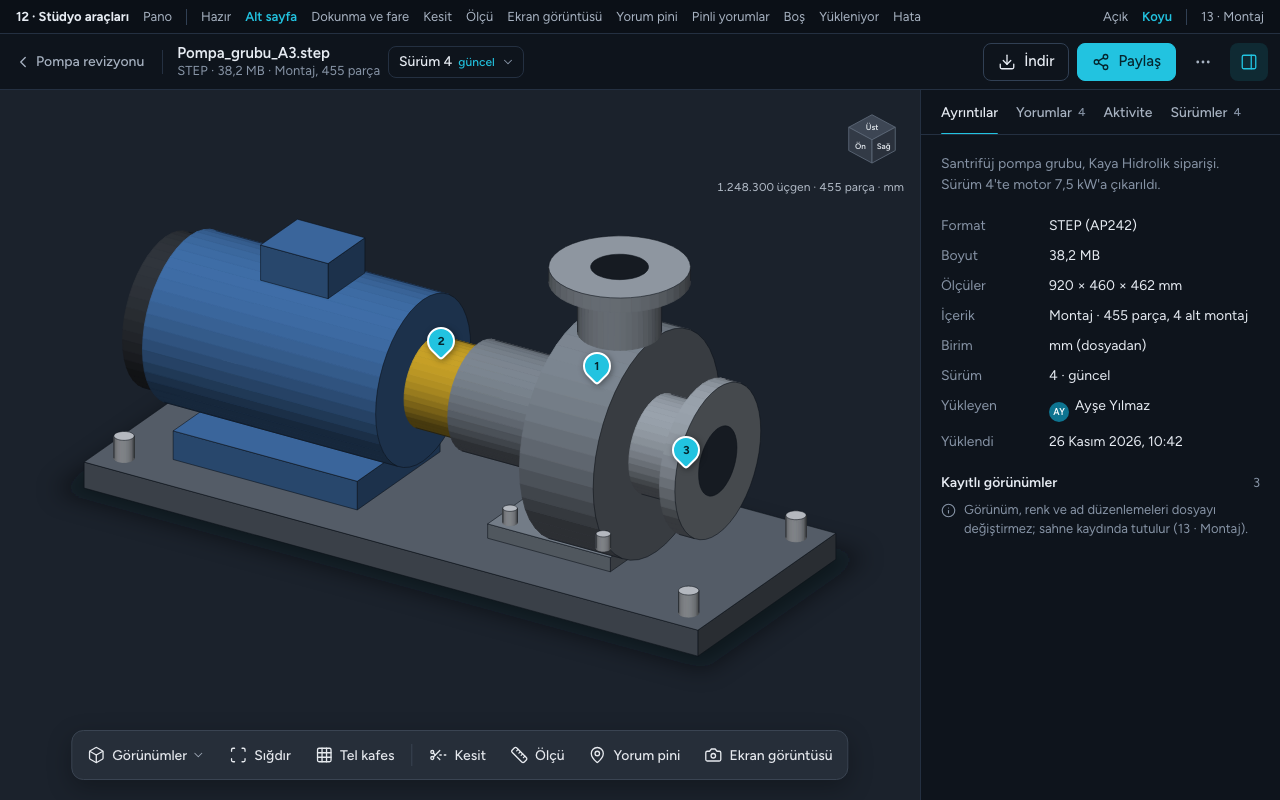 12 · Stüdyo araçları Pano Hazır Alt sayfa Dokunma ve fare Kesit Ölçü Ekran görüntüsü Yorum pini Pinli yorumlar Boş Yükleniyor Hata Açık Koyu 13 · Montaj
Pompa revizyonu
Pompa_grubu_A3.step
STEP · 38,2 MB · Montaj, 455 parça
Sürüm 4 güncel
İndir
Paylaş
Üst
Ön Sağ
1.248.300 üçgen · 455 parça · mm
2
1
3
Görünümler Sığdır Tel kafes Kesit Ölçü Yorum pini Ekran görüntüsü
Ayrıntılar Yorumlar 4 Aktivite Sürümler 4
Santrifüj pompa grubu, Kaya Hidrolik siparişi.
Sürüm 4'te motor 7,5 kW'a çıkarıldı.
Format STEP (AP242)
Boyut 38,2 MB
Ölçüler 920 × 460 × 462 mm
İçerik Montaj · 455 parça, 4 alt montaj
Birim mm (dosyadan)
Sürüm 4 · güncel
Yükleyen AY Ayşe Yılmaz
Yüklendi 26 Kasım 2026, 10:42
Kayıtlı görünümler 3
Görünüm, renk ve ad düzenlemeleri dosyayı
değiştirmez; sahne kaydında tutulur (13 · Montaj).